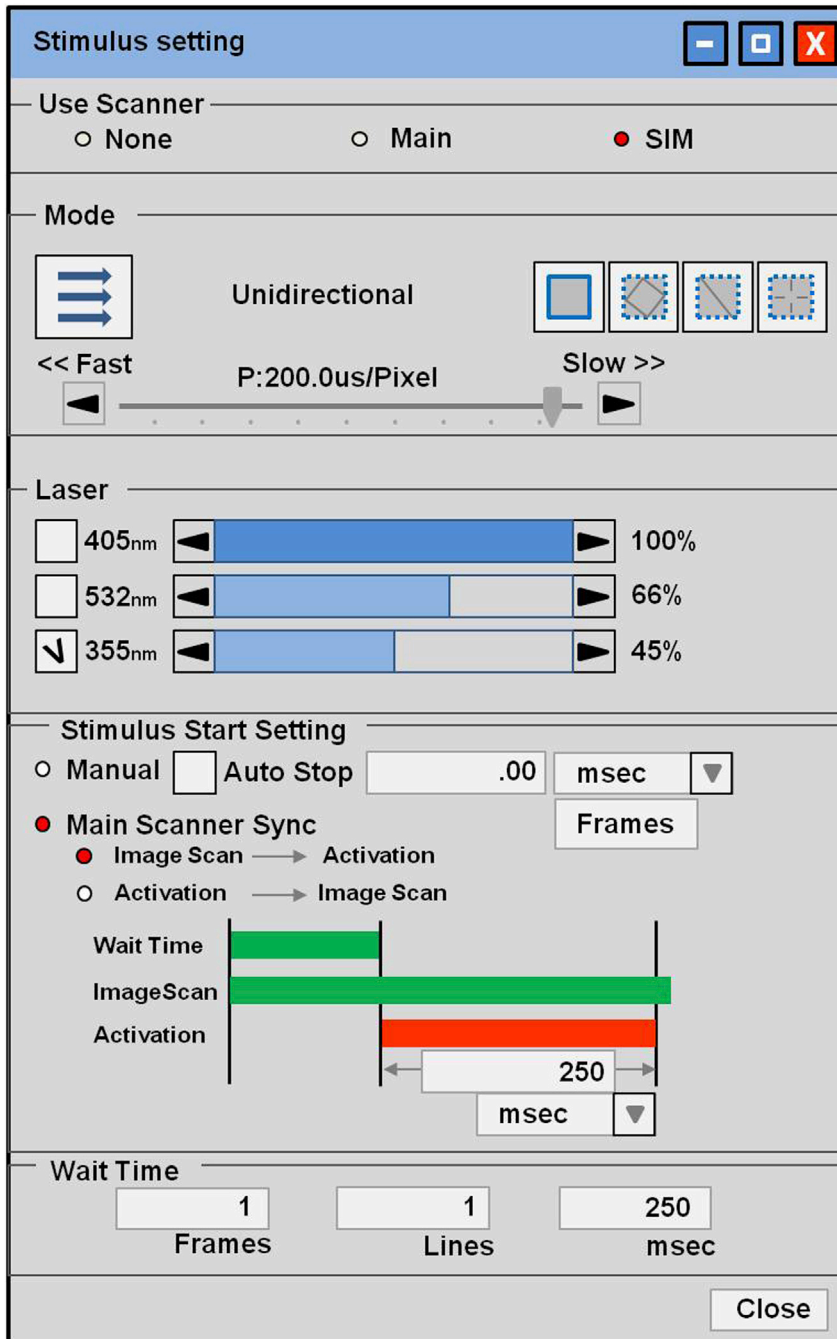 Stimulus setting
X
Use Scanner
None Main SIM
Mode
Unidirectional
<< Fast P:200.0us/Pixel Slow >>
Laser
405nm 100%
532nm 66%
V 355nm 45%
Stimulus Start Setting
Manual Auto Stop .00 msec
Main Scanner Sync Frames
Image Scan Activation
Activation Image Scan
Wait Time
ImageScan
Activation
250
msec
Wait Time
1 1 250
Frames Lines msec
Close